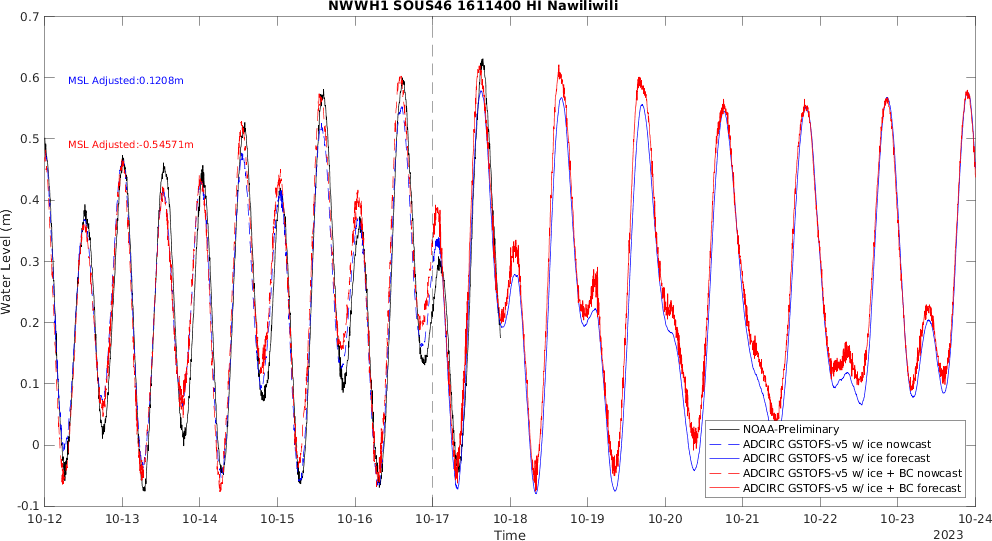 NWWH1 SOUS46 1611400 HI Nawiliwili
0.7
0.6
0.5
0.4
0.3
0.2
0.1
0
-0.1
Water Level (m)
MSL Adjusted:0.1208m
MSL Adjusted:-0.54571m
NOAA-Preliminary
ADCIRC GSTOFS-v5 w/ ice nowcast
ADCIRC GSTOFS-v5 w/ ice forecast
ADCIRC GSTOFS-v5 w/ ice + BC nowcast
ADCIRC GSTOFS-v5 w/ ice + BC forecast
10-12 10-13 10-14 10-15 10-16 10-17 10-18 10-19 10-20 10-21 10-22 10-23 10-24
Time
2023